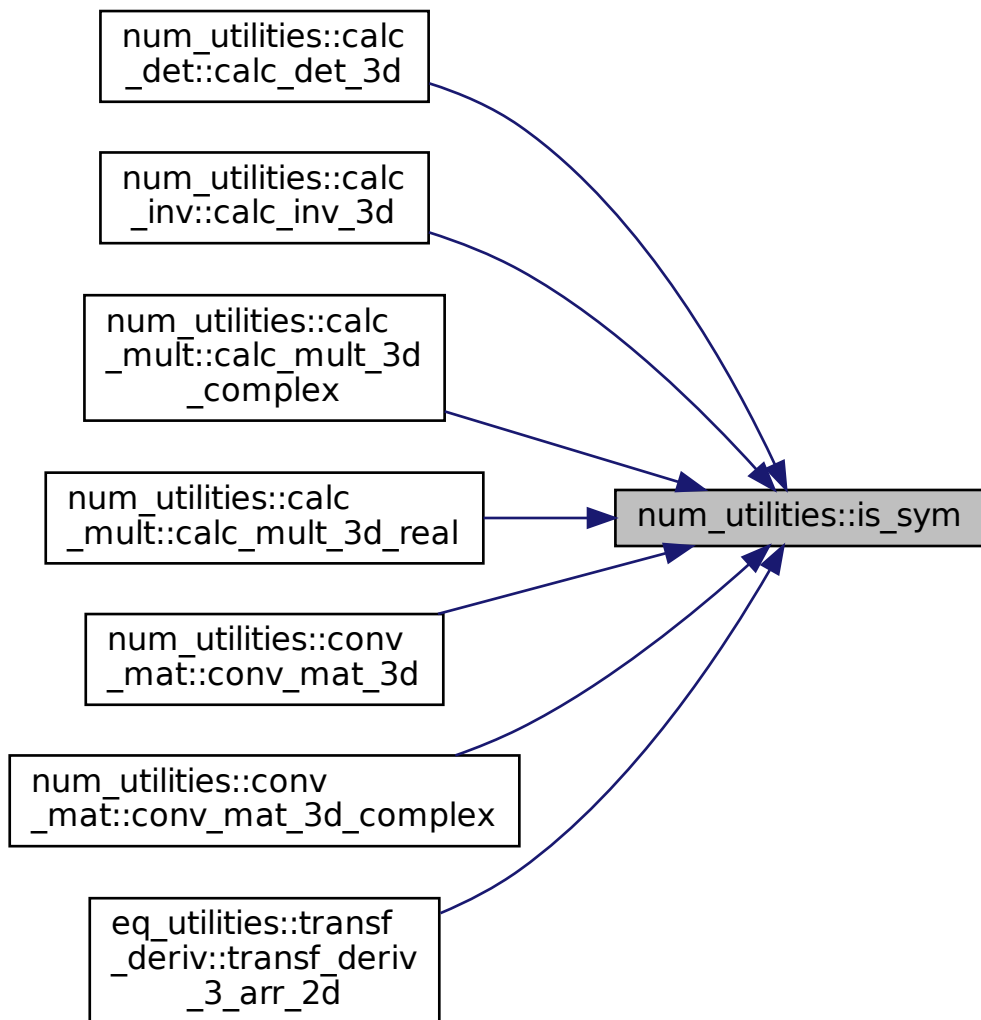 num_utilities::calc
_det::calc_det_3d
num_utilities::calc
_inv::calc_inv_3d
num_utilities::calc
_mult::calc_mult_3d
_complex
num_utilities::calc
_mult::calc_mult_3d_real
num_utilities::is_sym
num_utilities::conv
_mat::conv_mat_3d
num_utilities::conv
_mat::conv_mat_3d_complex
eq_utilities::transf
_deriv::transf_deriv
_3_arr_2d